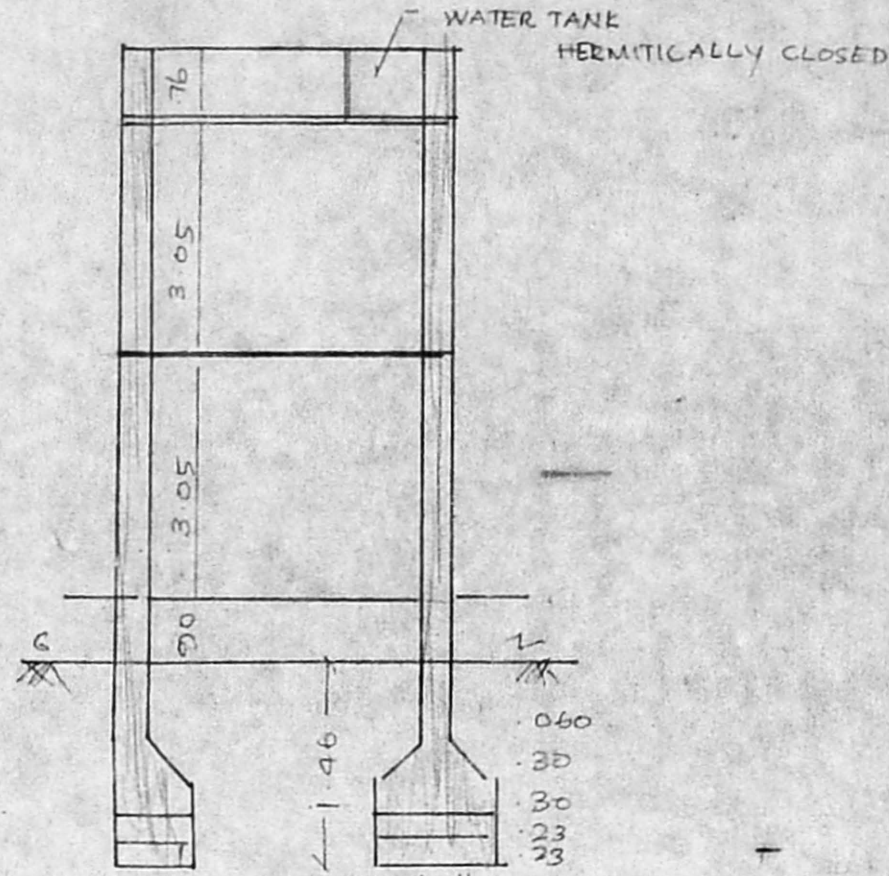 WATER TANK
HERMITICALLY CLOSED
.76
3.05
3.05
.90
G
L
1.46
.060
.30
.30
.23
.23